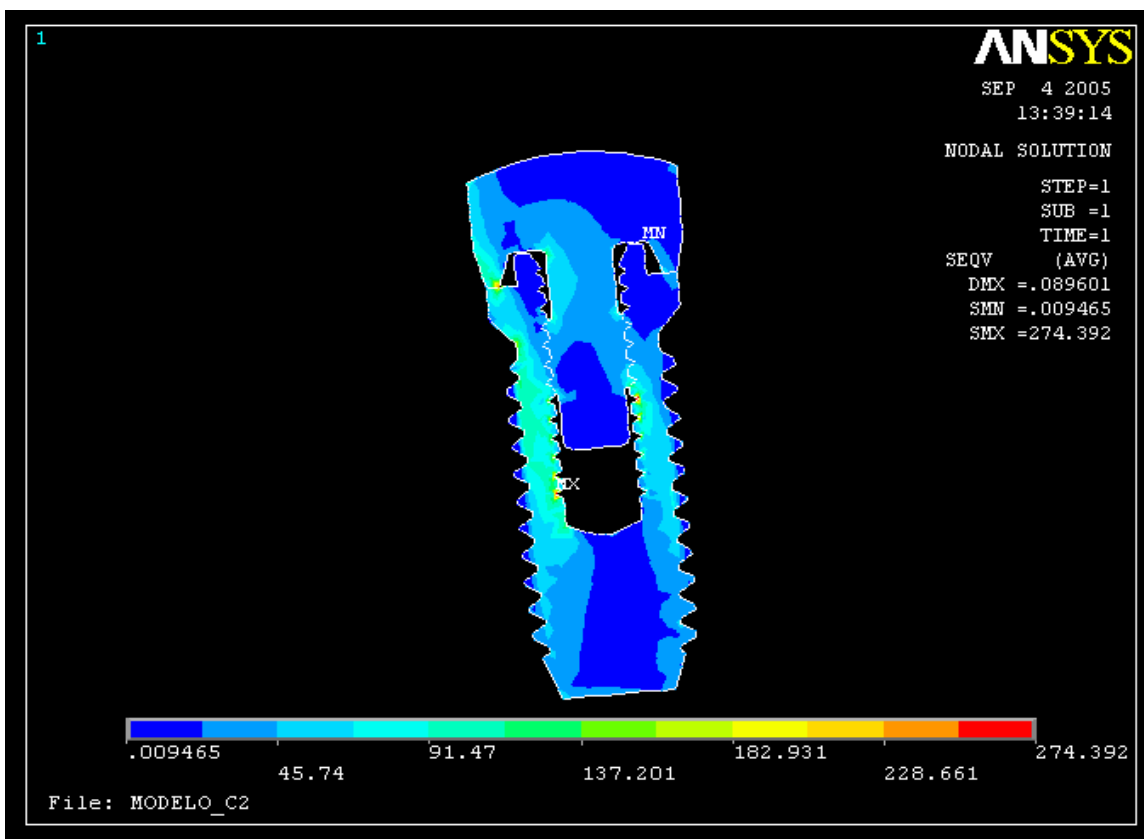 1
ANSYS
SEP 4 2005
13:39:14
NODAL SOLUTION
STEP=1
SUB =1
TIME=1
SEQV (AVG)
DMX =.089601
SMN =.009465
SMX =274.392
MN
MX
.009465 91.47 182.931 274.392
45.74 137.201 228.661
File: MODELO_C2